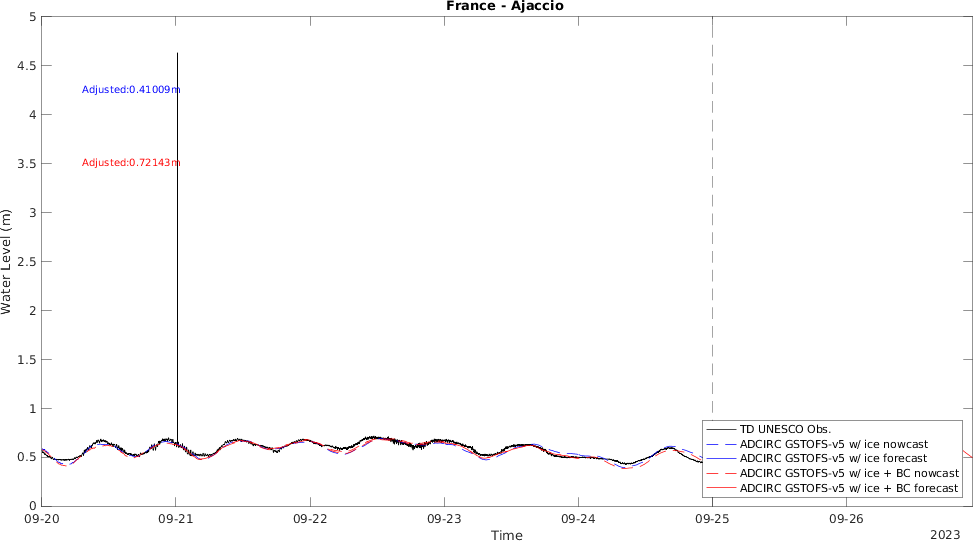 France - Ajaccio
5
4.5
Adjusted:0.41009m
4
3.5
Adjusted:0.72143m
3
2.5
2
1.5
1
0.5
0
Water Level (m)
TD UNESCO Obs.
ADCIRC GSTOFS-v5 w/ ice nowcast
ADCIRC GSTOFS-v5 w/ ice forecast
ADCIRC GSTOFS-v5 w/ ice + BC nowcast
ADCIRC GSTOFS-v5 w/ ice + BC forecast
09-20 09-21 09-22 09-23 09-24 09-25 09-26
Time
2023